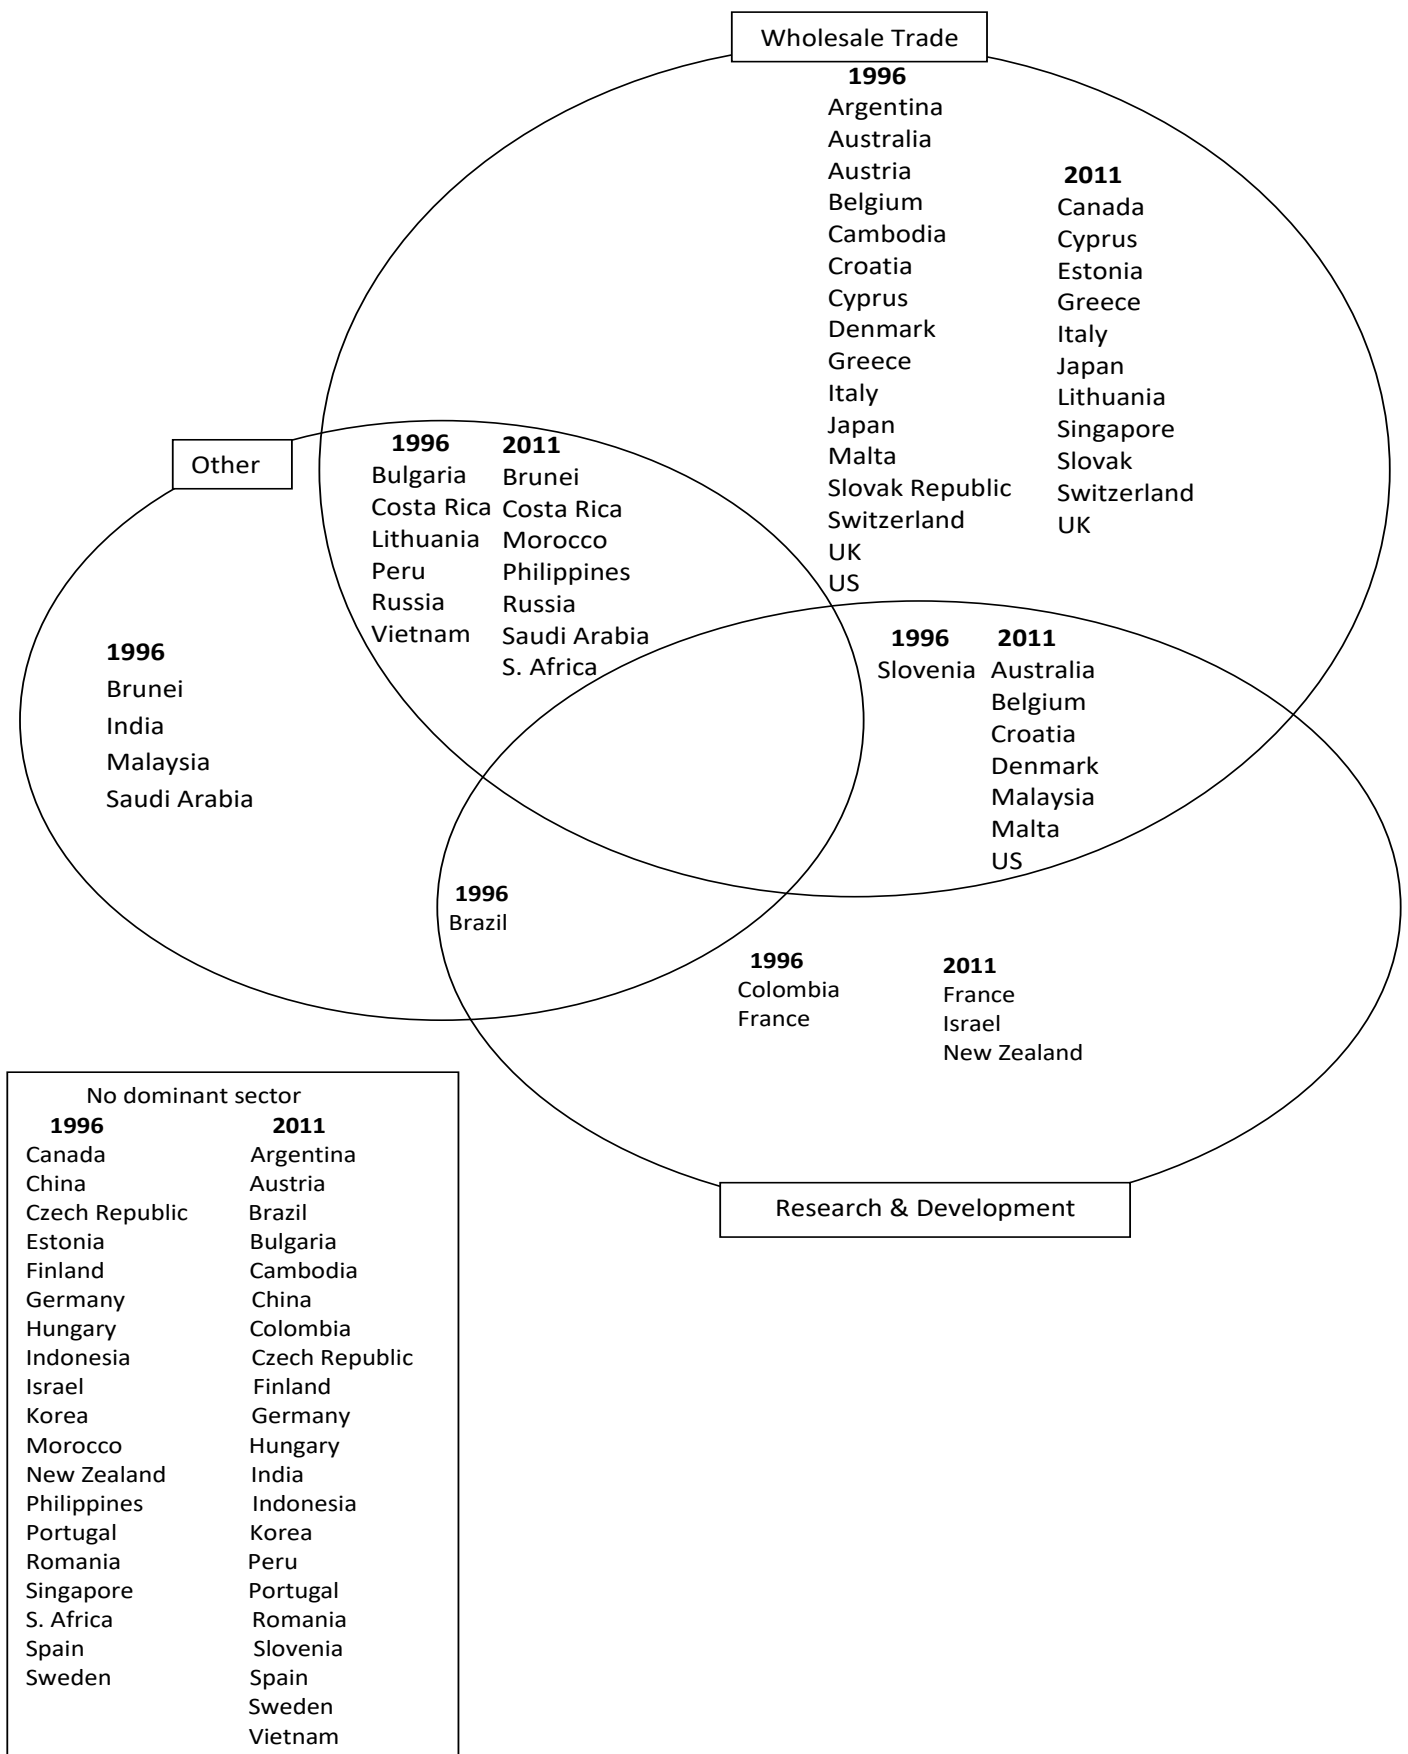 Wholesale Trade
1996
Argentina
Australia
Austria
Belgium
Cambodia
Croatia
Cyprus
Denmark
Greece
Italy
Japan
Malta
Slovak Republic
Switzerland
UK
US
2011
Canada
Cyprus
Estonia
Greece
Italy
Japan
Lithuania
Singapore
Slovak
Switzerland
UK
Other
1996
Bulgaria
Costa Rica
Lithuania
Peru
Russia
Vietnam
2011
Brunei
Costa Rica
Morocco
Philippines
Russia
Saudi Arabia
S. Africa
1996
Brunei
India
Malaysia
Saudi Arabia
1996
Slovenia
2011
Australia
Belgium
Croatia
Denmark
Malaysia
Malta
US
1996
Brazil
1996
Colombia
France
2011
France
Israel
New Zealand
Research & Development
No dominant sector
1996
Canada
China
Czech Republic
Estonia
Finland
Germany
Hungary
Indonesia
Israel
Korea
Morocco
New Zealand
Philippines
Portugal
Romania
Singapore
S. Africa
Spain
Sweden
2011
Argentina
Austria
Brazil
Bulgaria
Cambodia
China
Colombia
Czech Republic
Finland
Germany
Hungary
India
Indonesia
Korea
Peru
Portugal
Romania
Slovenia
Spain
Sweden
Vietnam